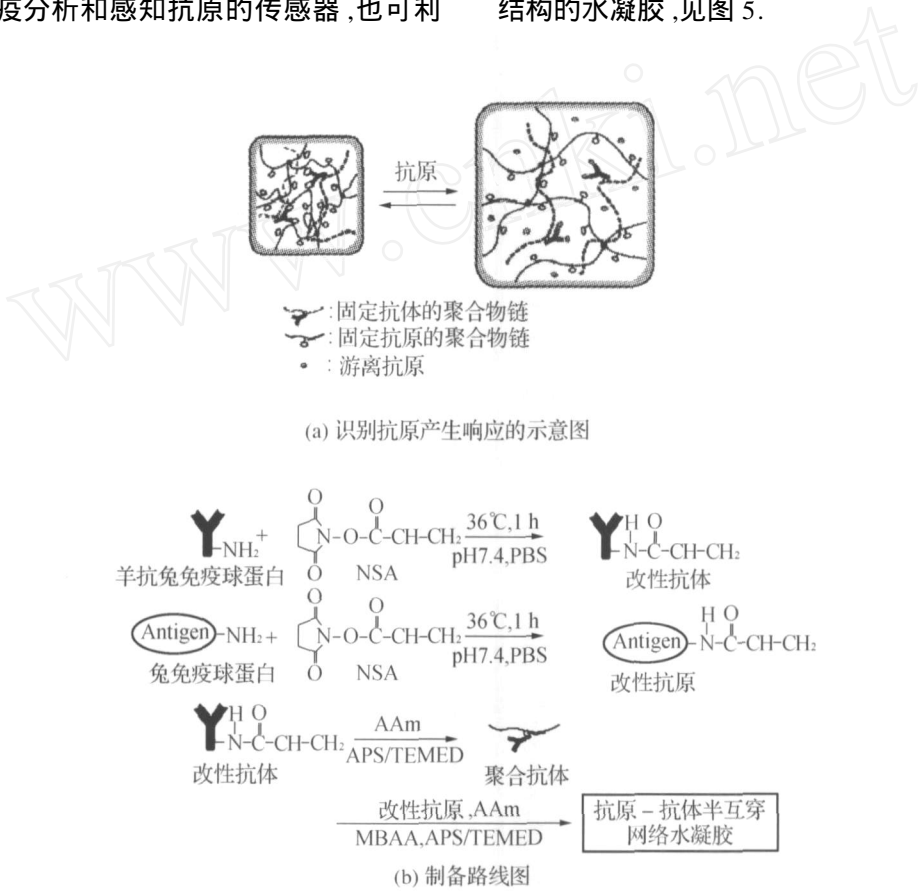 疫分析和感知抗原的传感器,也可利
结构的水凝胶,见图 5.
www.cnki.net
抗原
:固定抗体的聚合物链
:固定抗原的聚合物链
:游离抗原
(a) 识别抗原产生响应的示意图
NH₂ + N-O-C-CH-CH₂ O O O 36℃,1 h pH7.4,PBS H O N-C-CH-CH₂
羊抗兔免疫球蛋白 NSA 改性抗体
Antigen-NH₂+ N-O-C-CH-CH₂ O O O 36℃,1 h pH7.4,PBS Antigen H O N-C-CH-CH₂
兔免疫球蛋白 NSA 改性抗原
H O N-C-CH-CH₂ AAm APS/TEMED
改性抗体 聚合抗体
改性抗原,AAm
MBAA,APS/TEMED
抗原-抗体半互穿
网络水凝胶
(b) 制备路线图